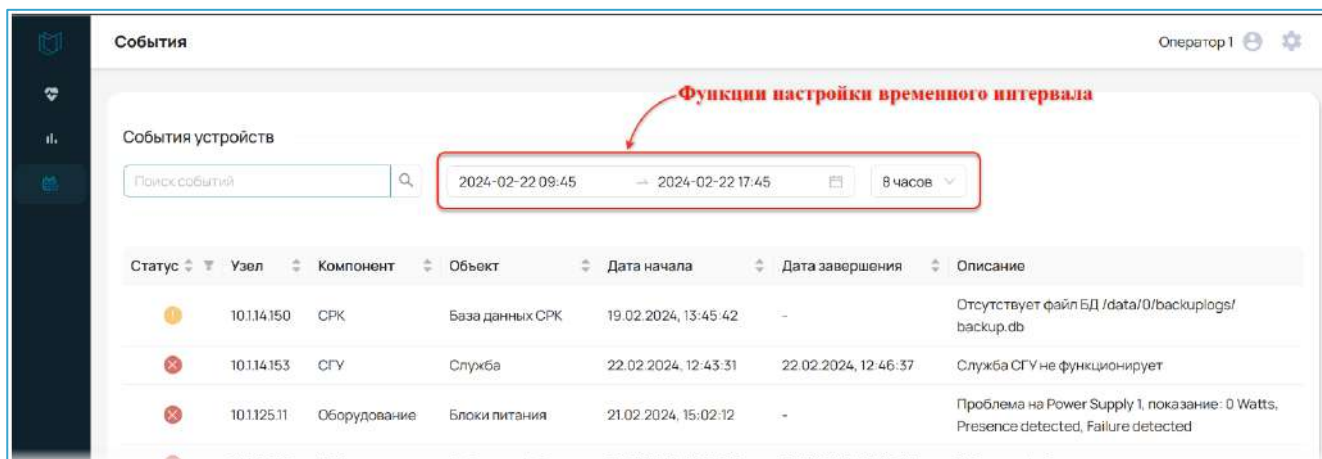 События
Оператор 1
Функции настройки временного интервала
События устройств
Поиск событий
2024-02-22 09:45 → 2024-02-22 17:45
8 часов
Статус Узел Компонент Объект Дата начала Дата завершения Описание
10.1.14.150 СРК База данных СРК 19.02.2024, 13:45:42 - Отсутствует файл БД /data/0/backuplogs/
backup.db
10.1.14.153 СГУ Служба 22.02.2024, 12:43:31 22.02.2024, 12:46:37 Служба СГУ не функционирует
10.1.125.11 Оборудование Блоки питания 21.02.2024, 15:02:12 - Проблема на Power Supply 1, показание: 0 Watts,
Presence detected, Failure detected